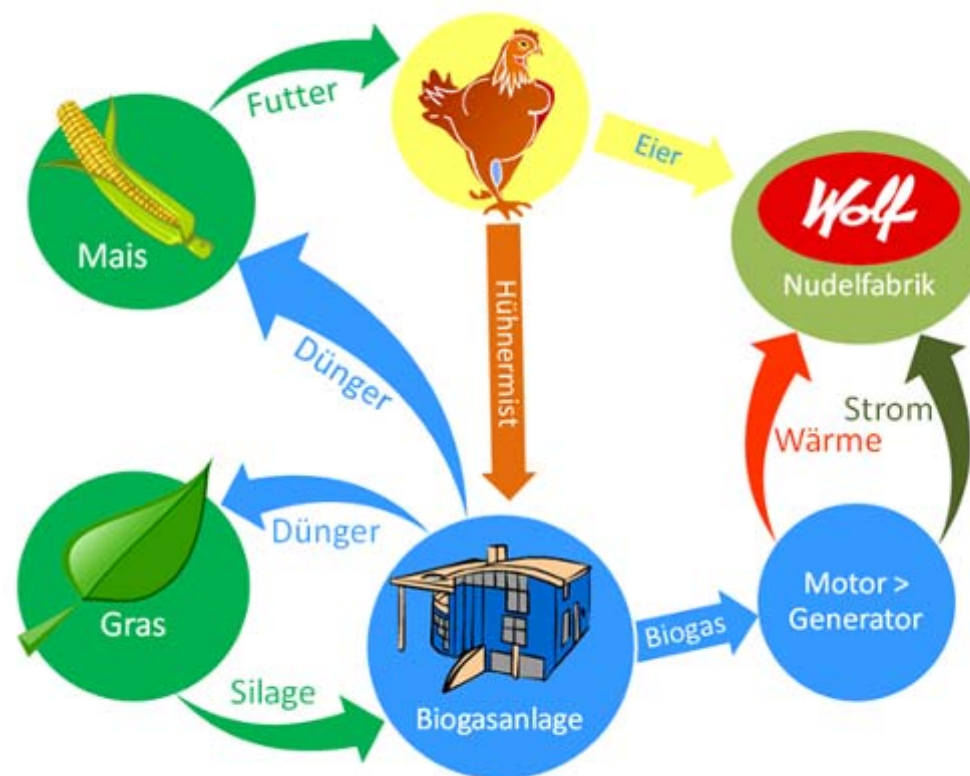 Futter
Eier
Wolf
Nudelfabrik
Mais
Hühnermist
Dünger
Strom
Wärme
Dünger
Gras
Motor >
Generator
Biogas
Silage
Biogasanlage